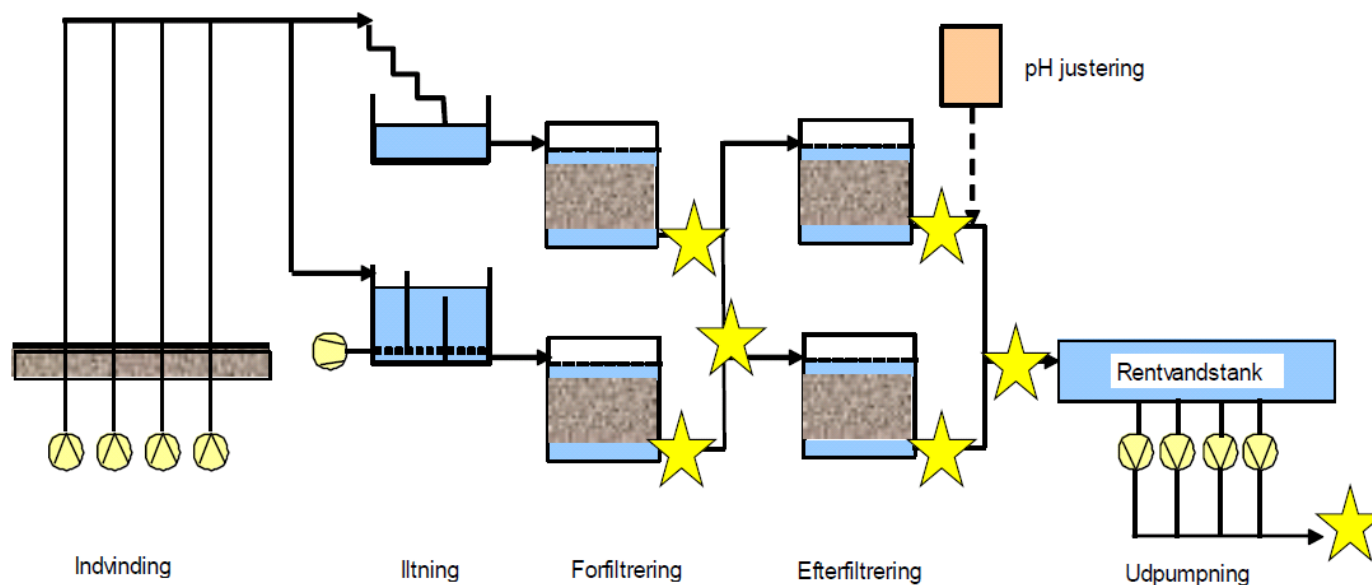 pH justering
Rentvandstank
Indvinding
Iltning
Forfiltrering
Efterfiltrering
Udpumpning